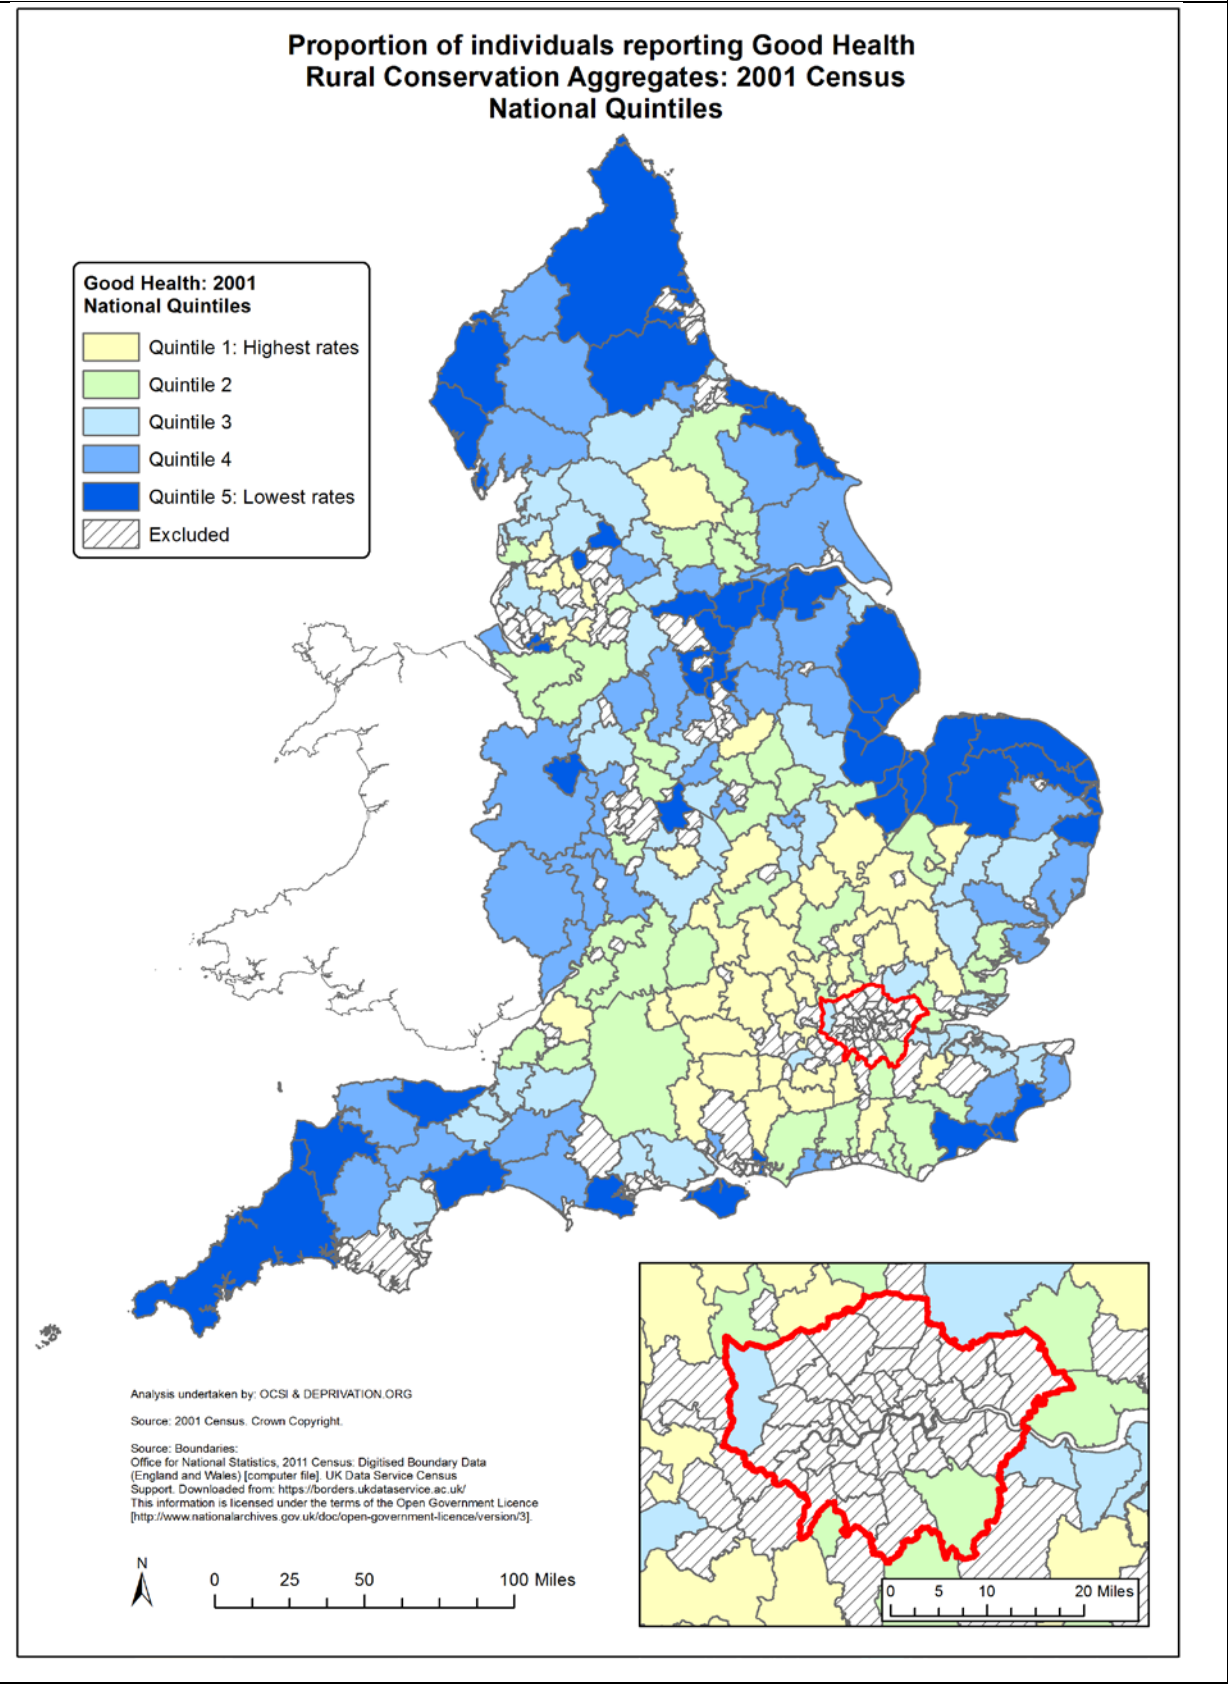 Proportion of individuals reporting Good Health
Rural Conservation Aggregates: 2001 Census
National Quintiles
Good Health: 2001
National Quintiles
Quintile 1: Highest rates
Quintile 2
Quintile 3
Quintile 4
Quintile 5: Lowest rates
Excluded
Analysis undertaken by: OCSI & DEPRIVATION.ORG
Source: 2001 Census. Crown Copyright.
Source: Boundaries:
Office for National Statistics, 2011 Census: Digitised Boundary Data
(England and Wales) [computer file]. UK Data Service Census
Support. Downloaded from: https://borders.ukdataservice.ac.uk/
This information is licensed under the terms of the Open Government Licence
[http://www.nationalarchives.gov.uk/doc/open-government-licence/version/3].
N
0 25 50 100 Miles
0 5 10 20 Miles